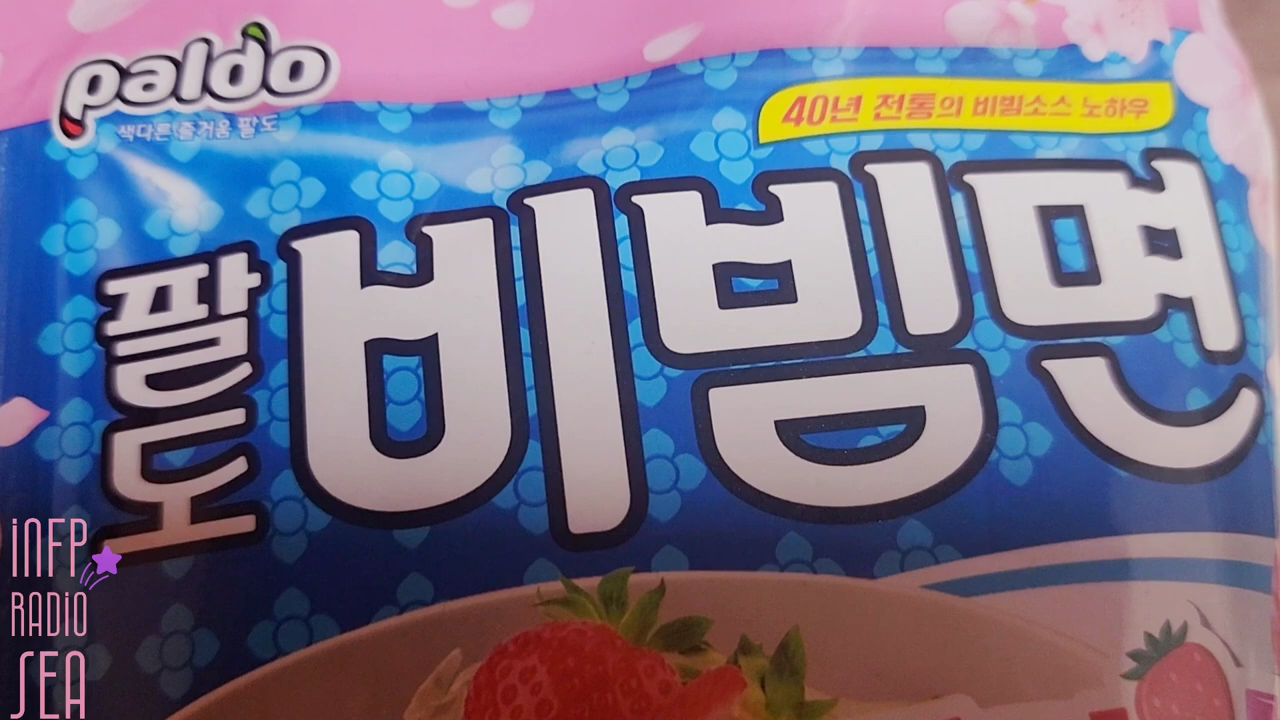 paldo
색다른 즐거움 팔도
40년 전통의 비빔소스 노하우
팔도
비빔면
iNFP
RADiO
SEA